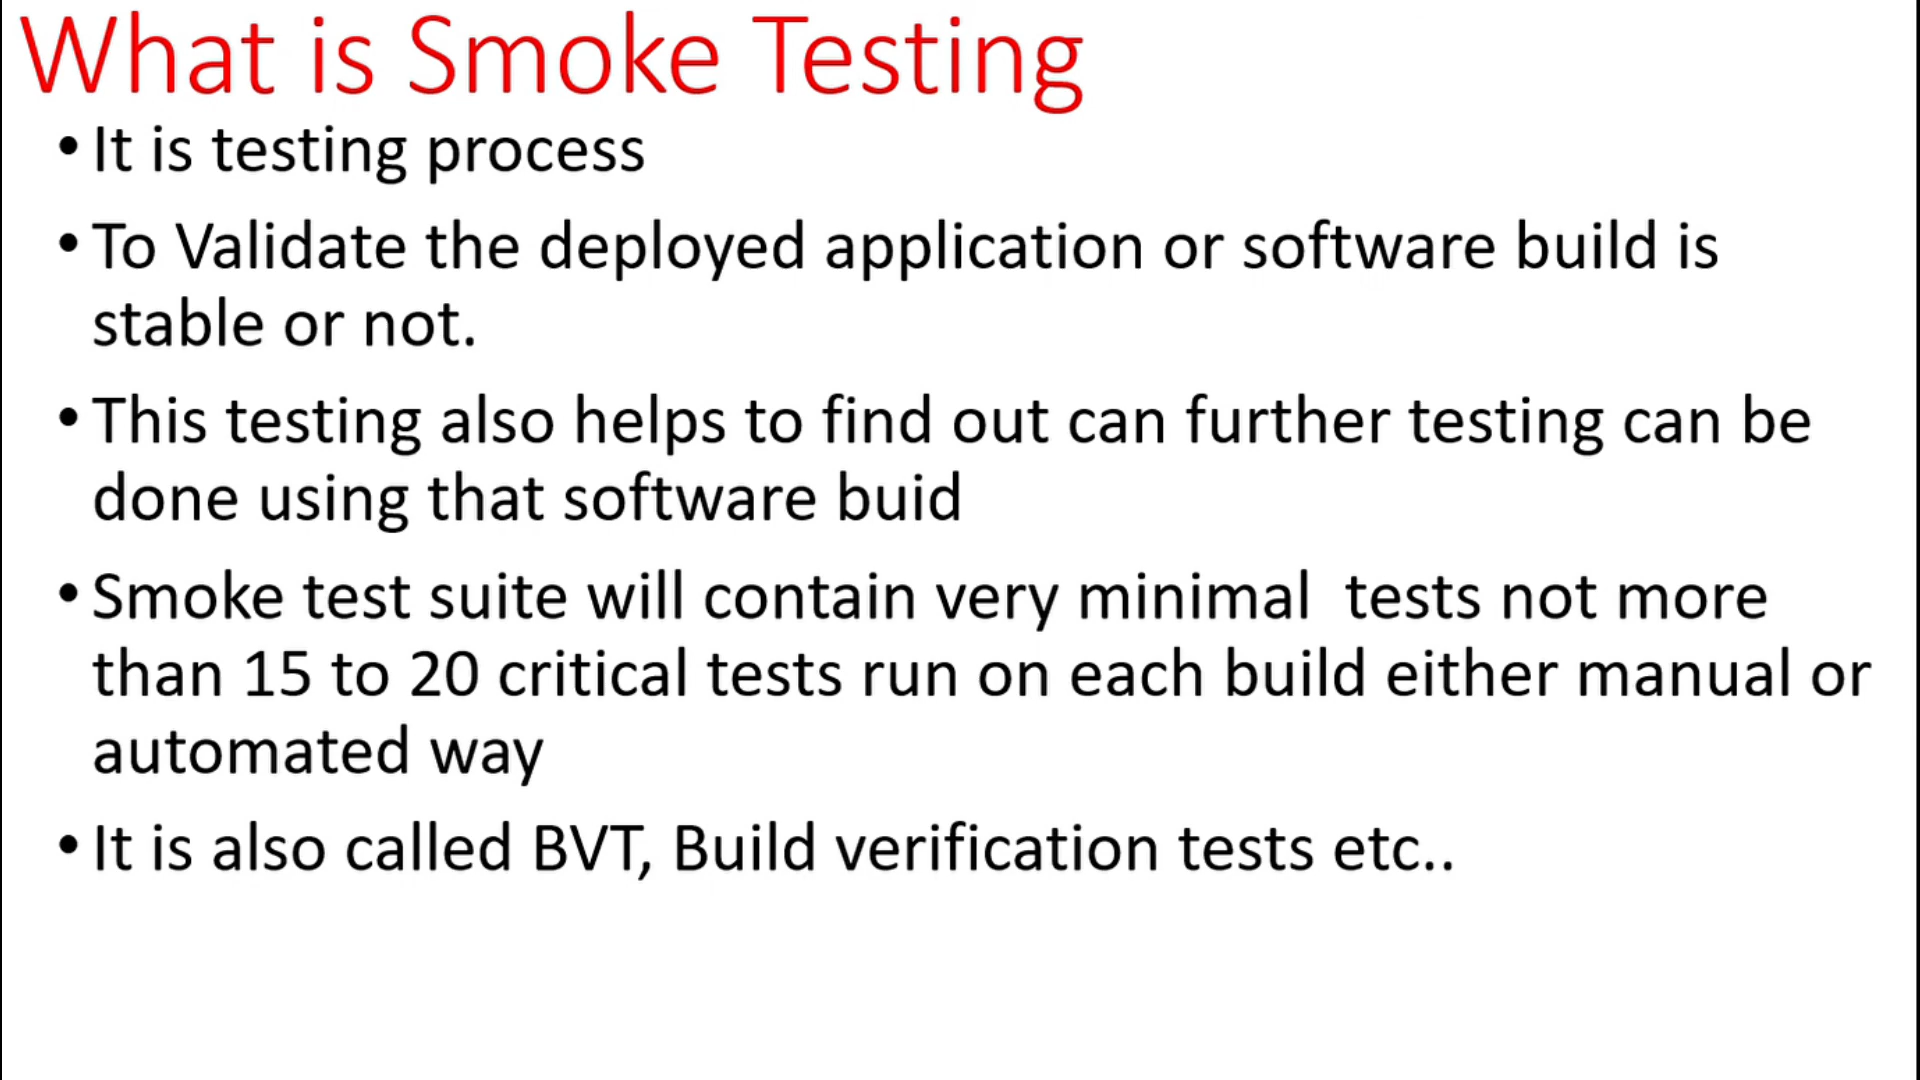 What is Smoke Testing
• It is testing process
• To Validate the deployed application or software build is
stable or not.
• This testing also helps to find out can further testing can be
done using that software buid
• Smoke test suite will contain very minimal  tests not more
than 15 to 20 critical tests run on each build either manual or
automated way
• It is also called BVT, Build verification tests etc..